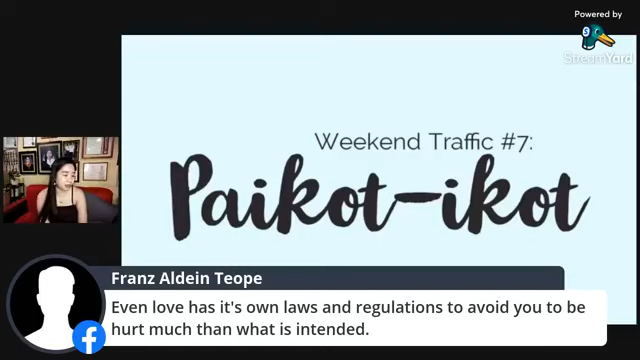 Powered by
StreamYard
Weekend Traffic #7:
Paikot-ikot
Franz Aldein Teope
Even love has it's own laws and regulations to avoid you to be
hurt much than what is intended.